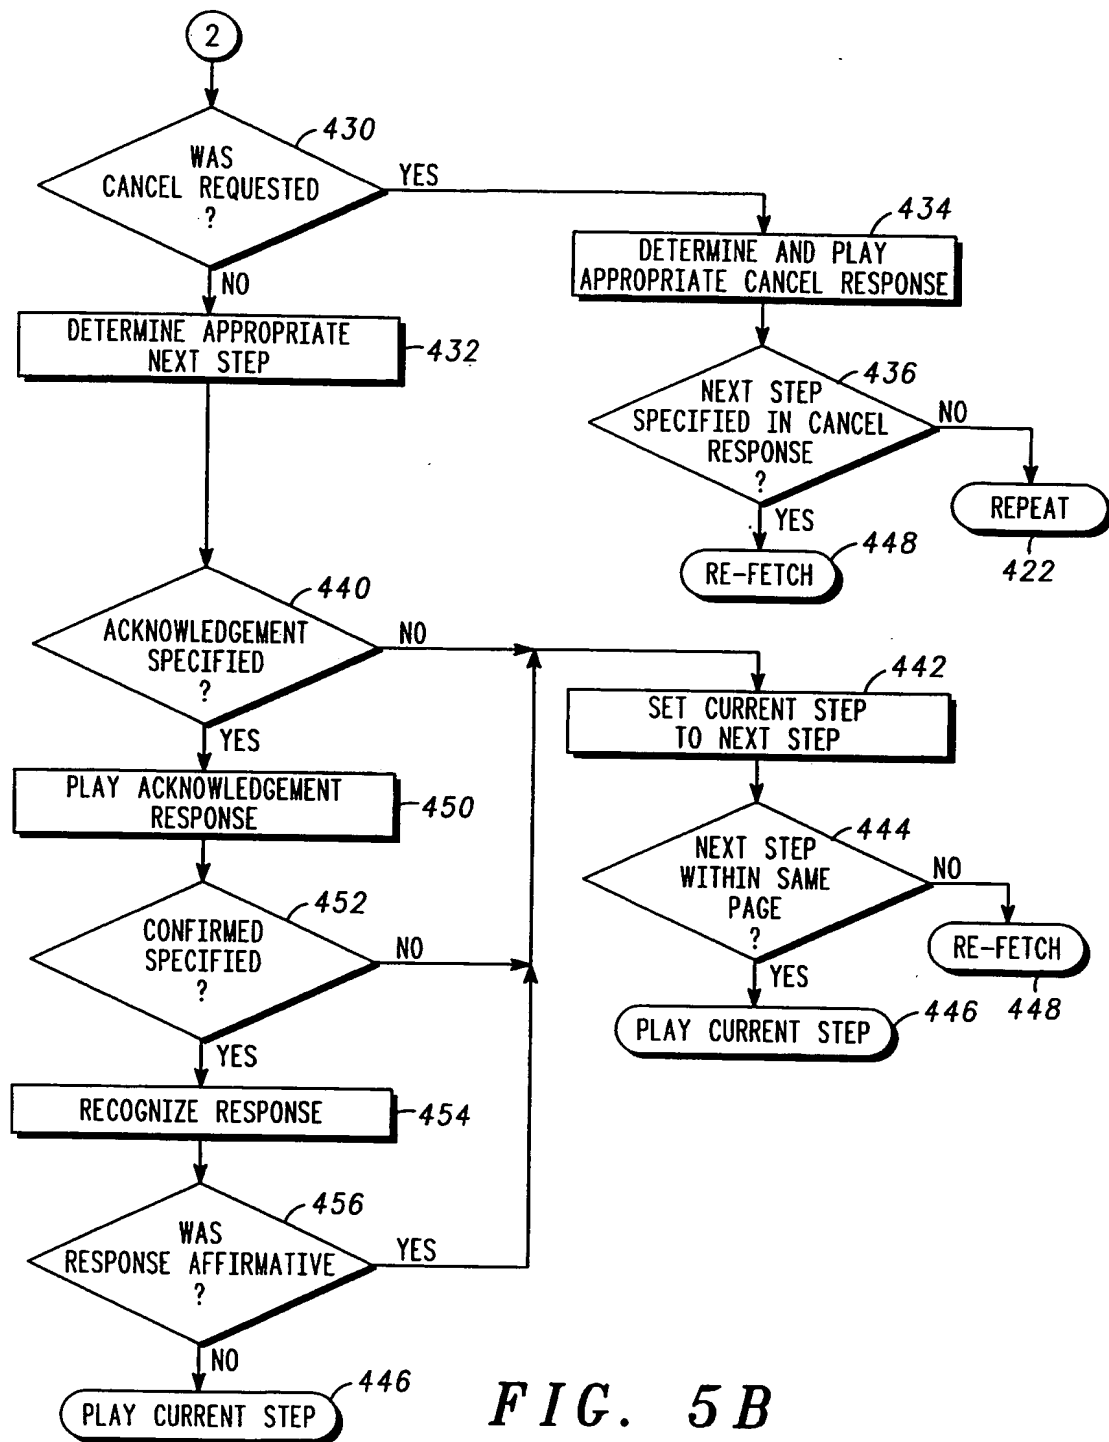 2
430
WAS
CANCEL REQUESTED
?
YES
NO
434
DETERMINE AND PLAY
APPROPRIATE CANCEL RESPONSE
DETERMINE APPROPRIATE
NEXT STEP
432
436
NEXT STEP
SPECIFIED IN CANCEL
RESPONSE
?
NO
YES
REPEAT
422
448
RE-FETCH
440
ACKNOWLEDGEMENT
SPECIFIED
?
NO
YES
442
SET CURRENT STEP
TO NEXT STEP
PLAY ACKNOWLEDGEMENT
RESPONSE
450
444
NEXT STEP
WITHIN SAME
PAGE
?
NO
YES
RE-FETCH
448
PLAY CURRENT STEP
446
452
CONFIRMED
SPECIFIED
?
NO
YES
RECOGNIZE RESPONSE
454
456
WAS
RESPONSE AFFIRMATIVE
?
YES
NO
446
PLAY CURRENT STEP
FIG. 5B